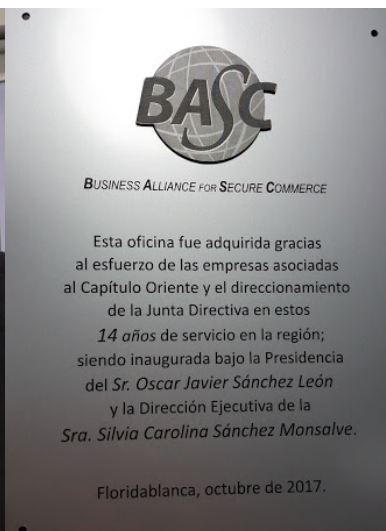 BASC
BUSINESS ALLIANCE FOR SECURE COMMERCE
Esta oficina fue adquirida gracias
al esfuerzo de las empresas asociadas
al Capítulo Oriente y el direccionamiento
de la Junta Directiva en estos
14 años de servicio en la región;
siendo inaugurada bajo la Presidencia
del Sr. Oscar Javier Sánchez León
y la Dirección Ejecutiva de la
Sra. Silvia Carolina Sánchez Monsalve.
Floridablanca, octubre de 2017.